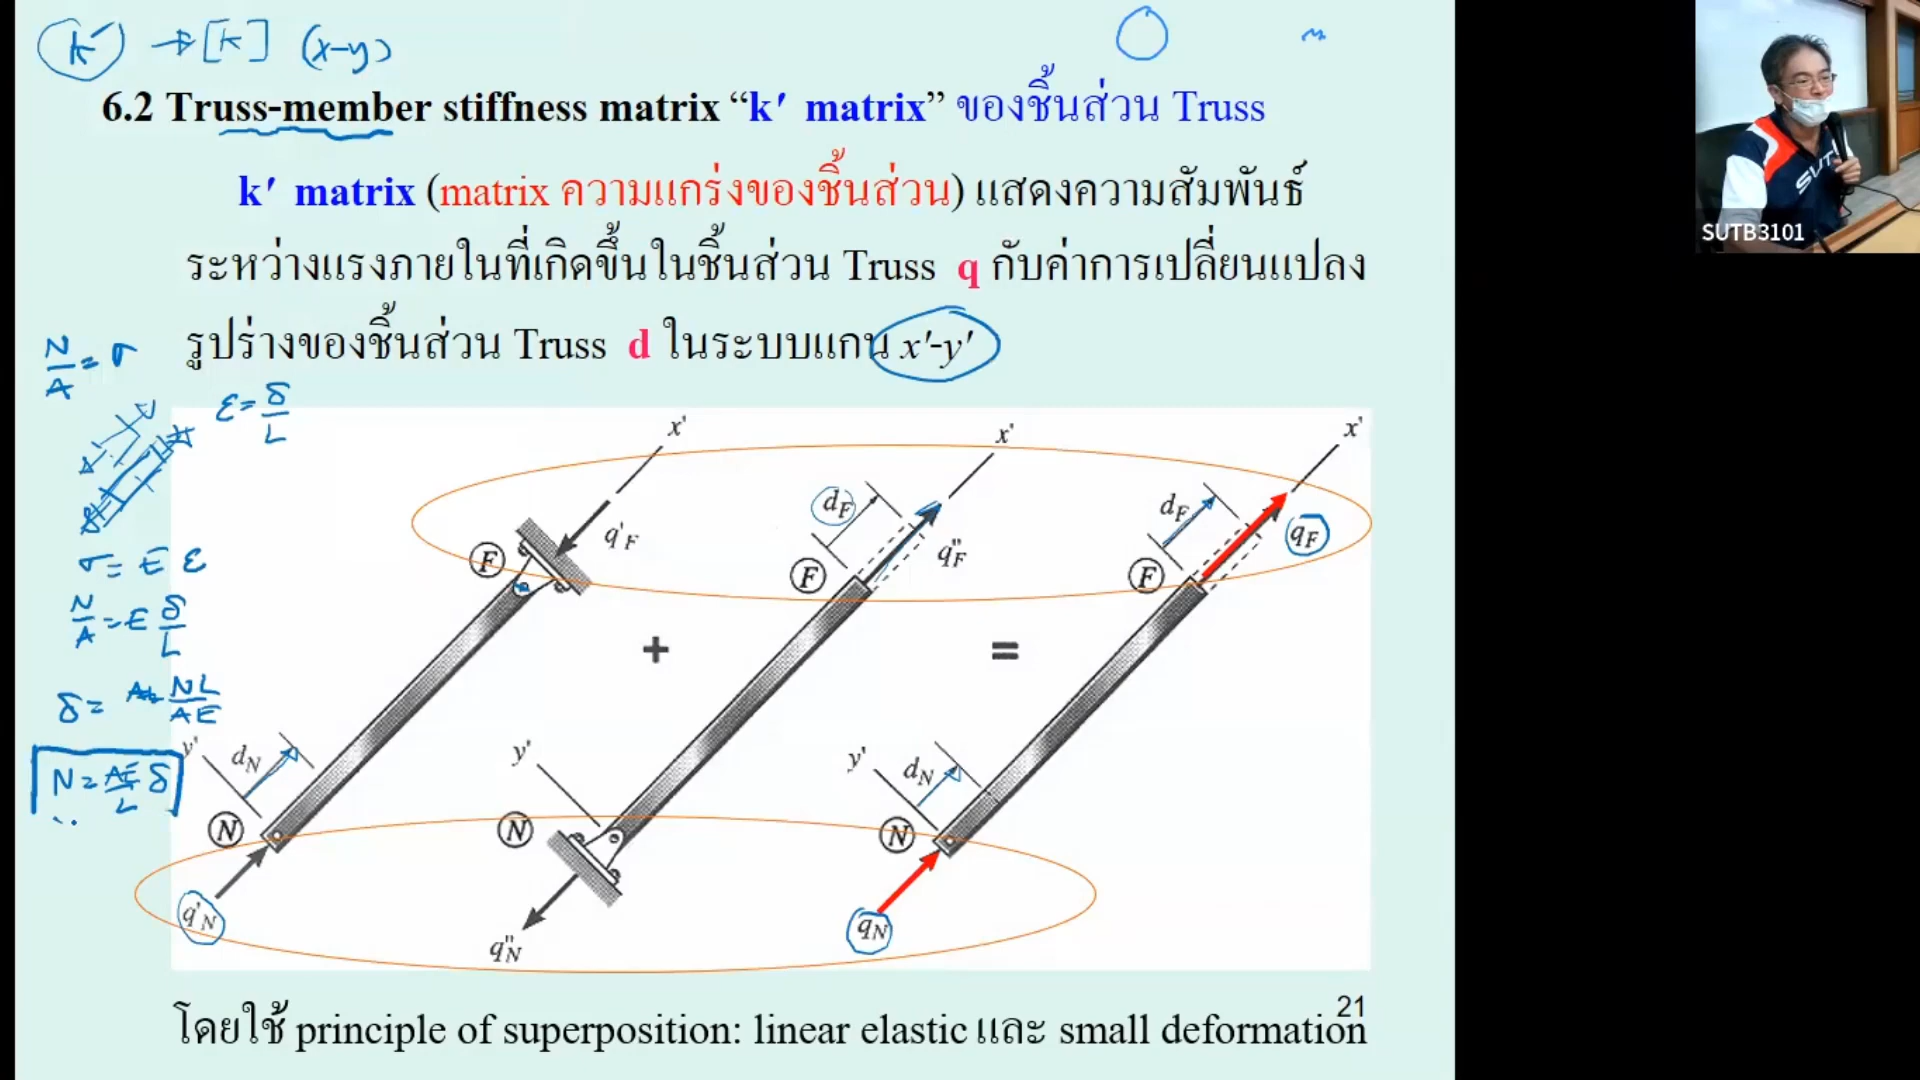 k' → [k] (x-y)
6.2 Truss-member stiffness matrix “k′ matrix” ของชิ้นส่วน Truss
k′ matrix (matrix ความแกร่งของชิ้นส่วน) แสดงความสัมพันธ์
ระหว่างแรงภายในที่เกิดขึ้นในชิ้นส่วน Truss q กับค่าการเปลี่ยนแปลง
รูปร่างของชิ้นส่วน Truss d ในระบบแกน x′-y′
N/A = σ
ε = δ/L
σ = E ε
N/A = E δ/L
δ = NL/AE
N = AE/L δ
x' x' x'
q'F dF q"F dF qF
F F F
+ =
y' dN y' y' dN
N N N
q'N q"N qN
21
โดยใช้ principle of superposition: linear elastic และ small deformation
SUT
SUTB3101